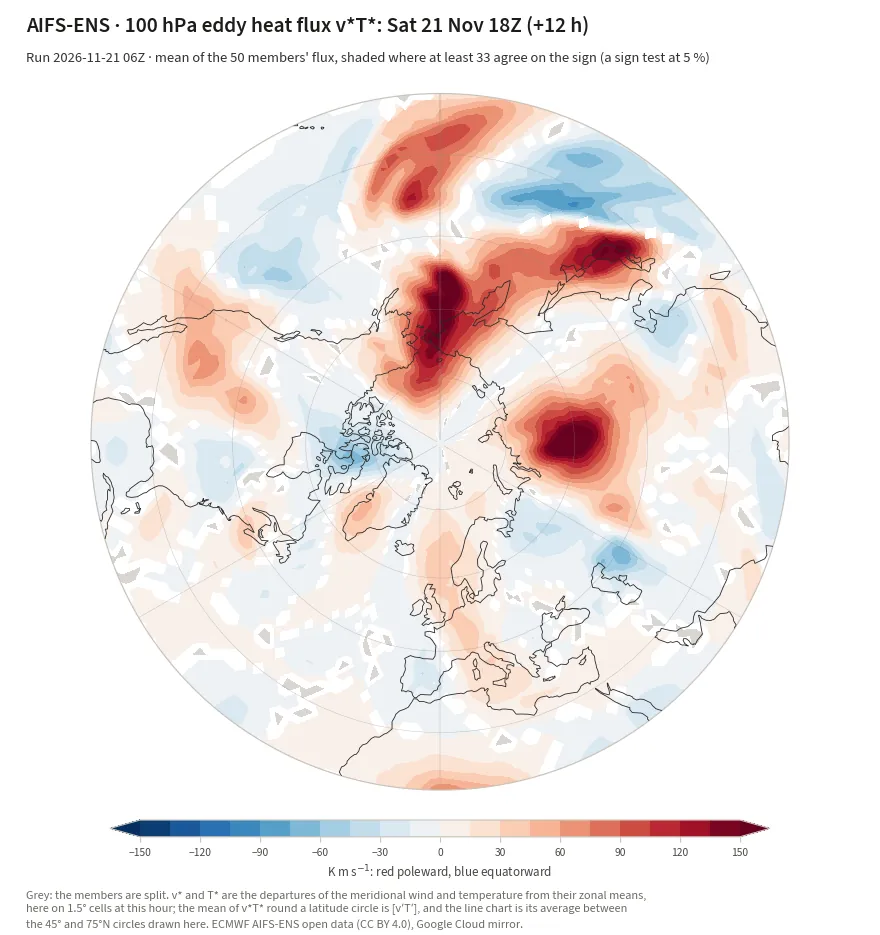 AIFS-ENS · 100 hPa eddy heat flux v*T*: Sat 21 Nov 18Z (+12 h)
Run 2026-11-21 06Z · mean of the 50 members' flux, shaded where at least 33 agree on the sign (a sign test at 5 %)
−150 −120 −90 −60 −30 0 30 60 90 120 150
K m s⁻¹: red poleward, blue equatorward
Grey: the members are split. v* and T* are the departures of the meridional wind and temperature from their zonal means,
here on 1.5° cells at this hour; the mean of v*T* round a latitude circle is [v′T′], and the line chart is its average between
the 45° and 75°N circles drawn here. ECMWF AIFS-ENS open data (CC BY 4.0), Google Cloud mirror.